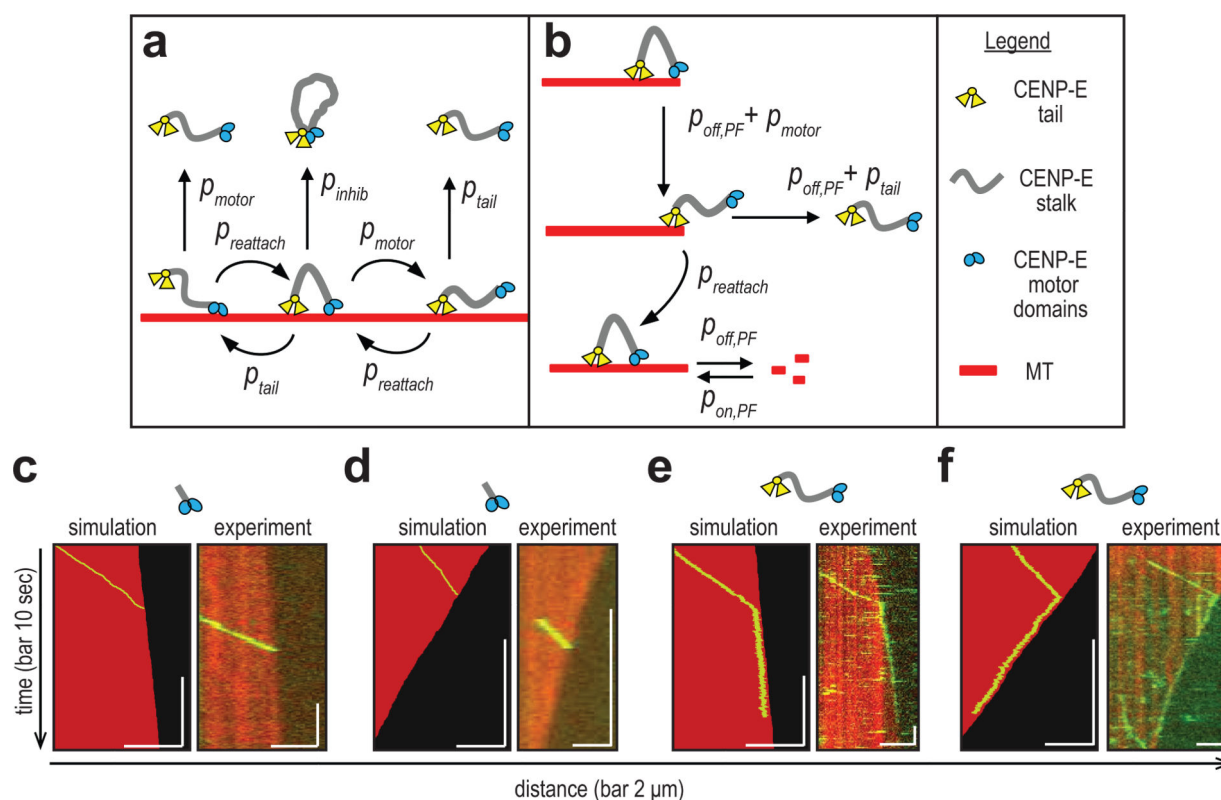 a
p_motor
p_inhib
p_tail
p_reattach
p_motor
p_tail
p_reattach
b
p_off,PF + p_motor
p_off,PF + p_tail
p_reattach
p_off,PF
p_on,PF
Legend
CENP-E
tail
CENP-E
stalk
CENP-E
motor
domains
MT
c
simulation
experiment
d
simulation
experiment
e
simulation
experiment
f
simulation
experiment
time (bar 10 sec)
distance (bar 2 µm)